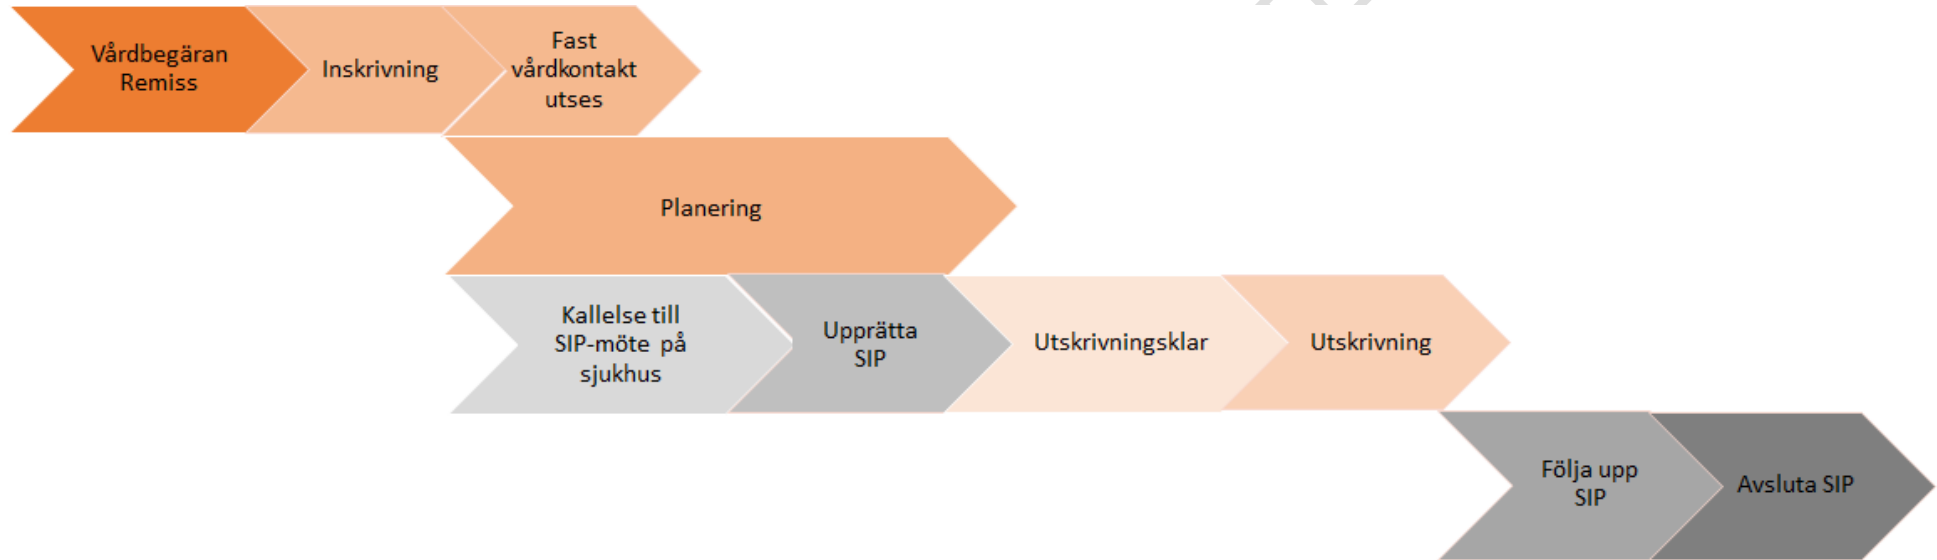 Vårdbegäran
Remiss
Inskrivning
Fast
vårdkontakt
utses
Planering
Kallelse till
SIP-möte på
sjukhus
Upprätta
SIP
Utskrivningsklar
Utskrivning
Följa upp
SIP
Avsluta SIP